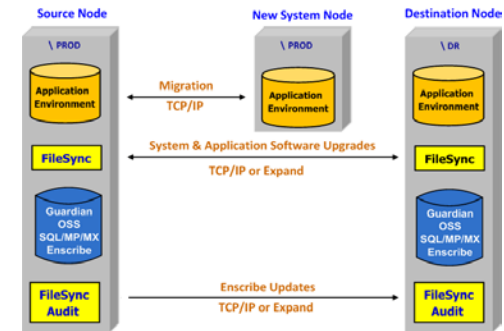 Source Node
New System Node
Destination Node
\ PROD
\ PROD
\ DR
Application
Environment
Migration
TCP/IP
Application
Environment
Application
Environment
FileSync
System & Application Software Upgrades
TCP/IP or Expand
FileSync
Guardian
OSS
SQL/MP/MX
Enscribe
Guardian
OSS
SQL/MP/MX
Enscribe
FileSync
Audit
Enscribe Updates
TCP/IP or Expand
FileSync
Audit